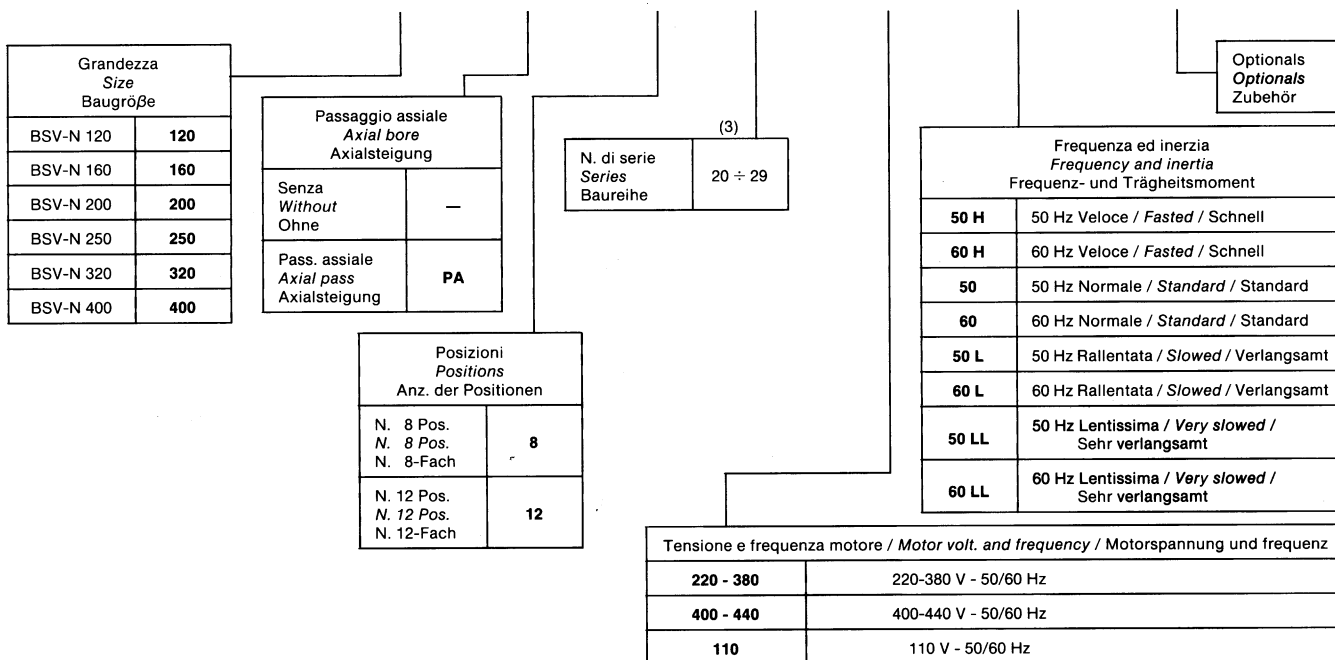 Grandezza
Size
Baugröße
BSV-N 120 120
BSV-N 160 160
BSV-N 200 200
BSV-N 250 250
BSV-N 320 320
BSV-N 400 400
Passaggio assiale
Axial bore
Axialsteigung
Senza
Without
Ohne
—
Pass. assiale
Axial pass
Axialsteigung
PA
Posizioni
Positions
Anz. der Positionen
N. 8 Pos.
N. 8 Pos.
N. 8-Fach
8
N. 12 Pos.
N. 12 Pos.
N. 12-Fach
12
(3)
N. di serie
Series
Baureihe
20 ÷ 29
Optionals
Optionals
Zubehör
Frequenza ed inerzia
Frequency and inertia
Frequenz- und Trägheitsmoment
50 H 50 Hz Veloce / Fasted / Schnell
60 H 60 Hz Veloce / Fasted / Schnell
50 50 Hz Normale / Standard / Standard
60 60 Hz Normale / Standard / Standard
50 L 50 Hz Rallentata / Slowed / Verlangsamt
60 L 60 Hz Rallentata / Slowed / Verlangsamt
50 LL 50 Hz Lentissima / Very slowed /
Sehr verlangsamt
60 LL 60 Hz Lentissima / Very slowed /
Sehr verlangsamt
Tensione e frequenza motore / Motor volt. and frequency / Motorspannung und frequenz
220 - 380 220-380 V - 50/60 Hz
400 - 440 400-440 V - 50/60 Hz
110 110 V - 50/60 Hz